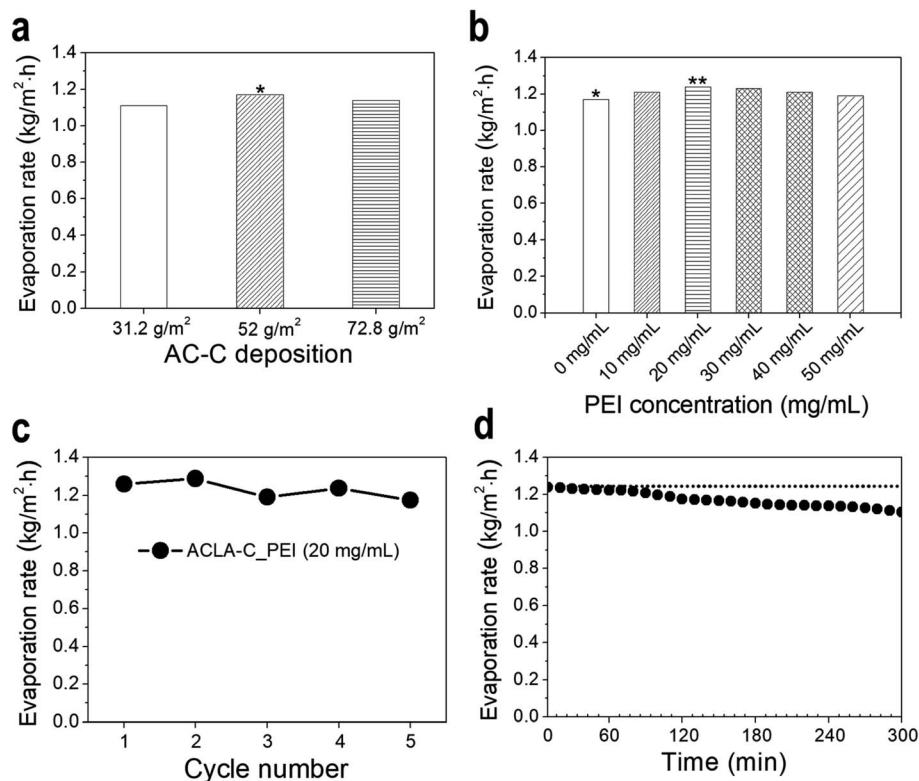 a
Evaporation rate (kg/m²·h)
1.4
1.2
1.0
0.8
0.6
0.4
0.2
0.0
*
31.2 g/m² 52 g/m² 72.8 g/m²
AC-C deposition
b
Evaporation rate (kg/m²·h)
1.4
1.2
1.0
0.8
0.6
0.4
0.2
0.0
* **
0 mg/mL 10 mg/mL 20 mg/mL 30 mg/mL 40 mg/mL 50 mg/mL
PEI concentration (mg/mL)
c
Evaporation rate (kg/m²·h)
1.4
1.2
1.0
0.8
0.6
0.4
0.2
0.0
ACLA-C_PEI (20 mg/mL)
1 2 3 4 5
Cycle number
d
Evaporation rate (kg/m²·h)
1.4
1.2
1.0
0.8
0.6
0.4
0.2
0.0
0 60 120 180 240 300
Time (min)